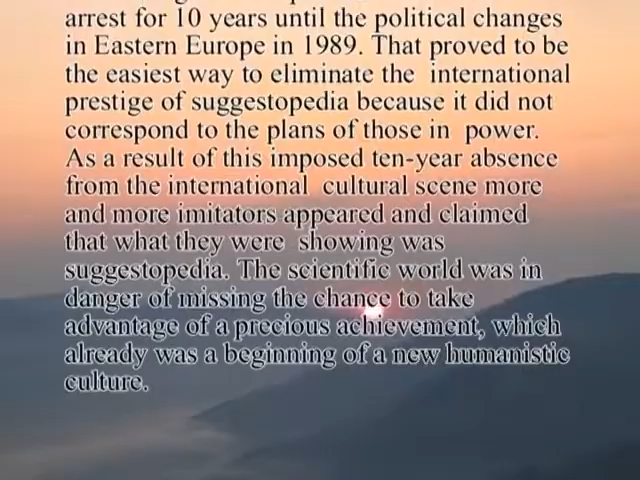 arrest for 10 years until the political changes
in Eastern Europe in 1989. That proved to be
the easiest way to eliminate the international
prestige of suggestopedia because it did not
correspond to the plans of those in power.
As a result of this imposed ten-year absence
from the international cultural scene more
and more imitators appeared and claimed
that what they were showing was
suggestopedia. The scientific world was in
danger of missing the chance to take
advantage of a precious achievement, which
already was a beginning of a new humanistic
culture.